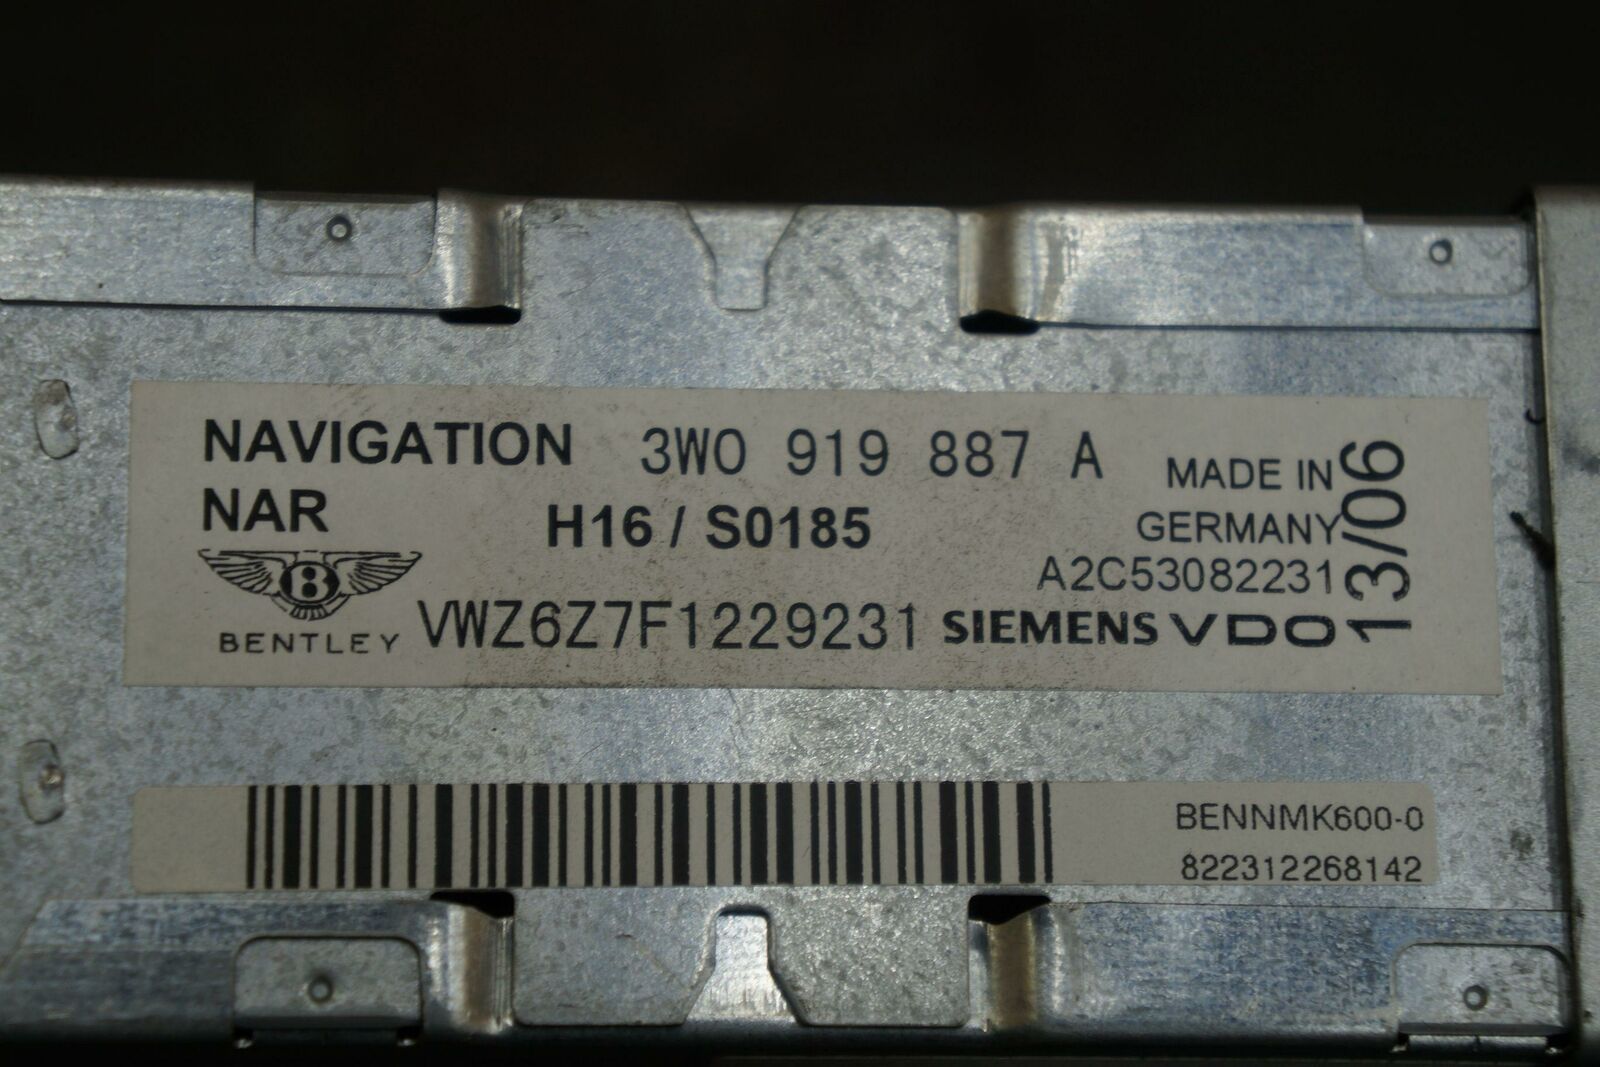 NAVIGATION 3W0 919 887 A
NAR H16 / S0185
MADE IN
GERMANY
A2C53082231
13/06
B
BENTLEY
VWZ6Z7F1229231 SIEMENS VDO
BENNMK600-0
822312268142